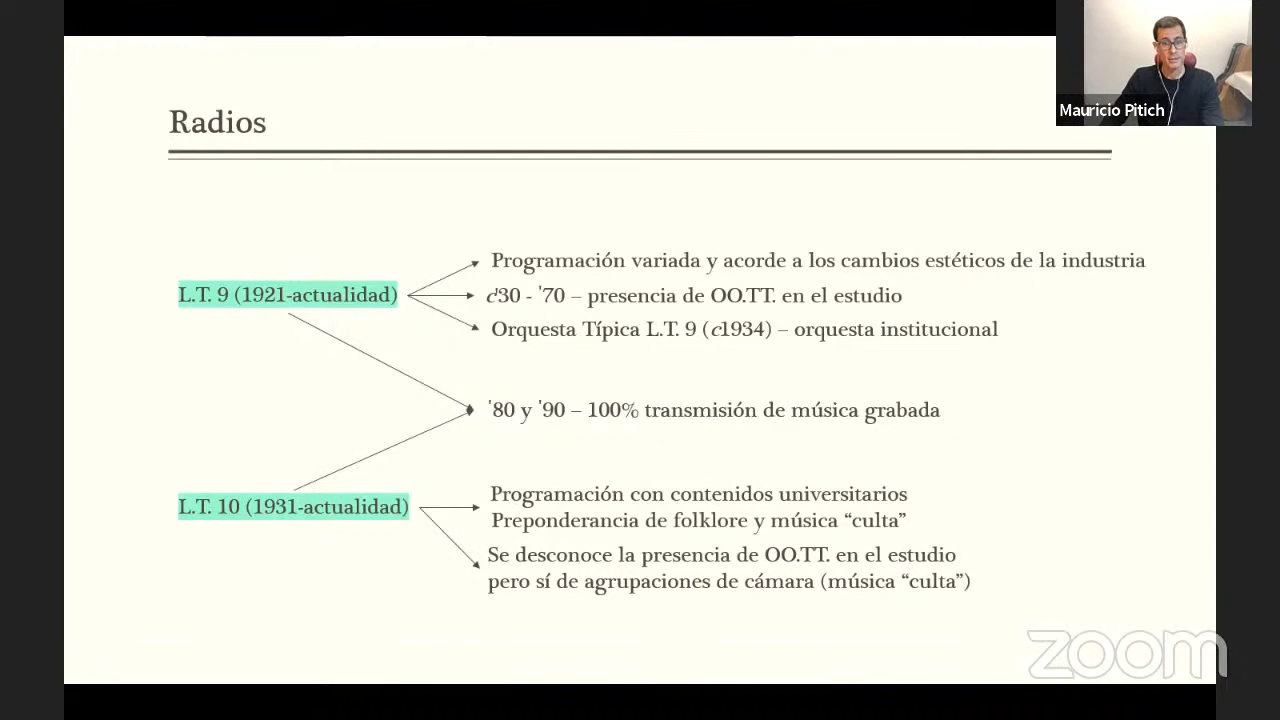 Mauricio Pitich
Radios
L.T. 9 (1921-actualidad)
Programación variada y acorde a los cambios estéticos de la industria
c'30 - '70 – presencia de OO.TT. en el estudio
Orquesta Típica L.T. 9 (c1934) – orquesta institucional
'80 y '90 – 100% transmisión de música grabada
L.T. 10 (1931-actualidad)
Programación con contenidos universitarios
Preponderancia de folklore y música “culta”
Se desconoce la presencia de OO.TT. en el estudio
pero sí de agrupaciones de cámara (música “culta”)
zoom